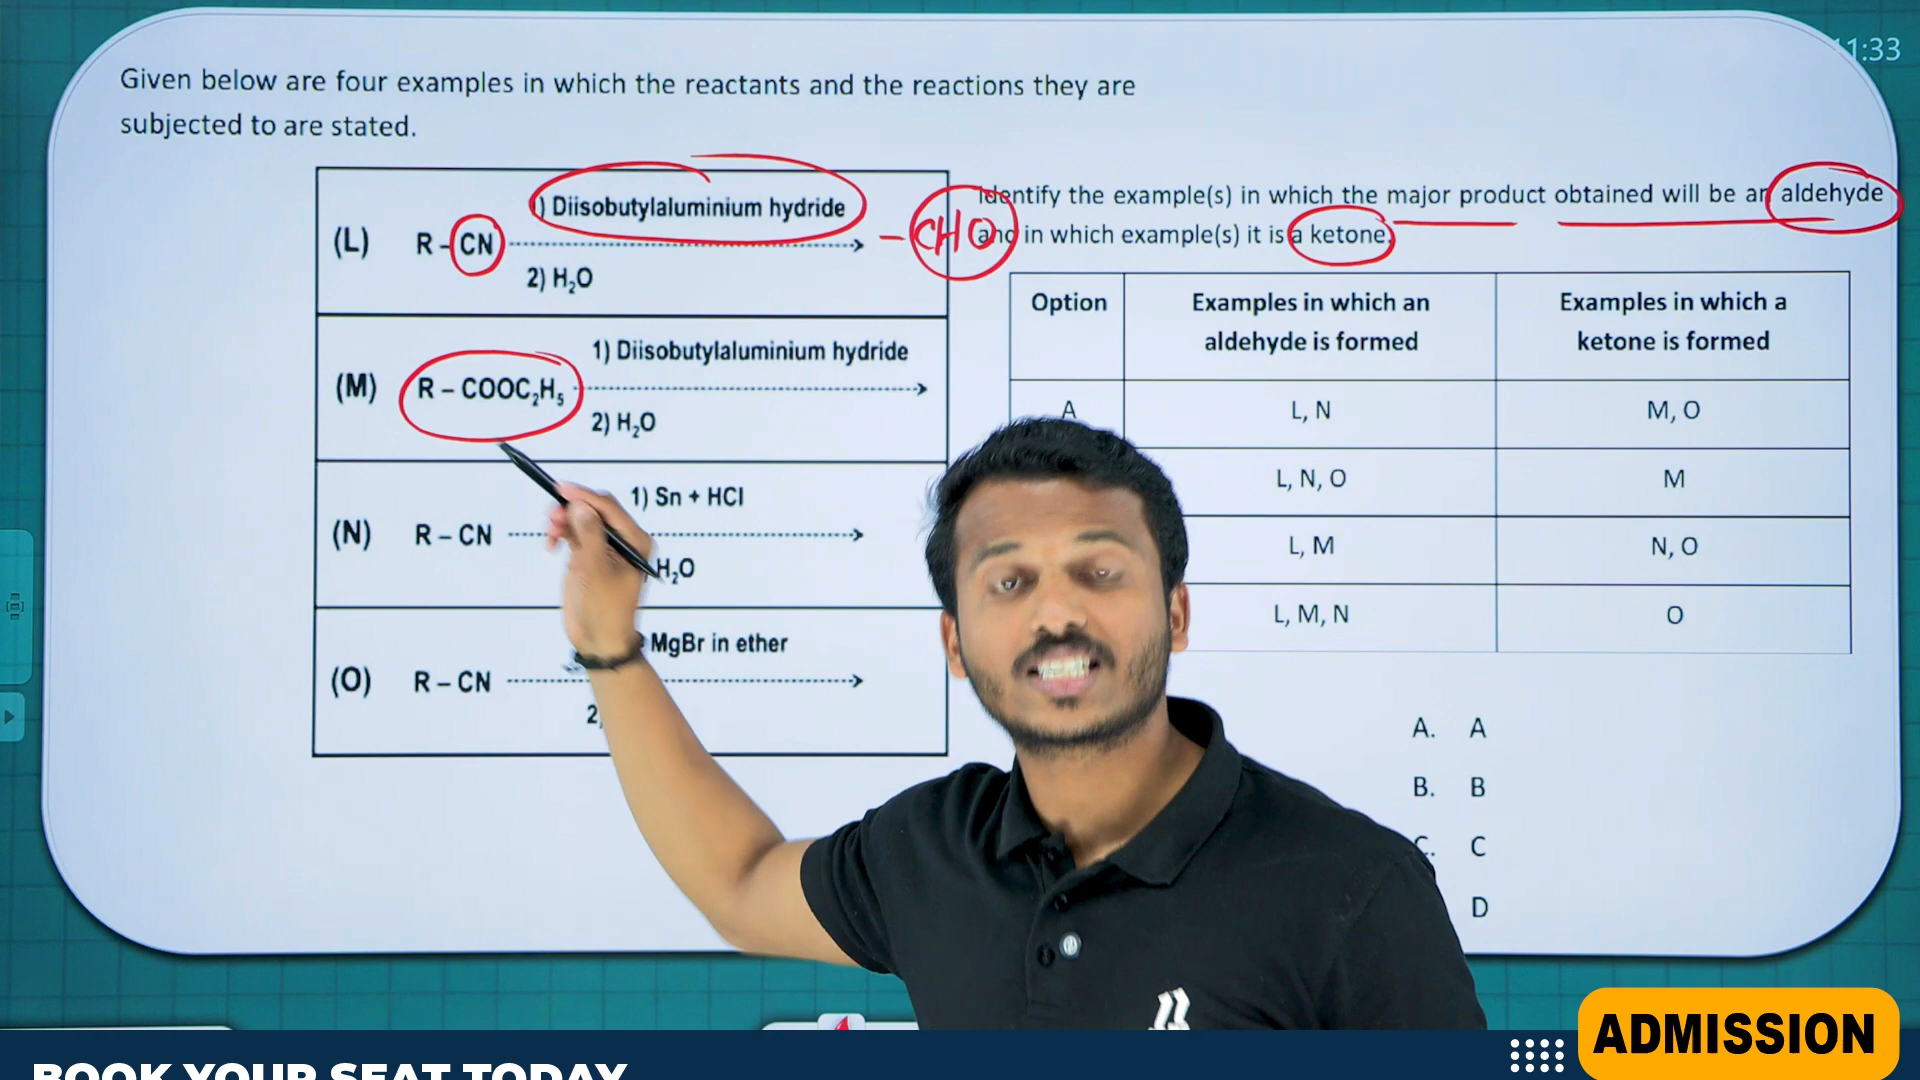 11:33
Given below are four examples in which the reactants and the reactions they are
subjected to are stated.
(L) R – CN 1) Diisobutylaluminium hydride
2) H₂O
– CHO
(M) R – COOC₂H₅ 1) Diisobutylaluminium hydride
2) H₂O
(N) R – CN 1) Sn + HCl
H₂O
(O) R – CN MgBr in ether
2)
Identify the example(s) in which the major product obtained will be an aldehyde
and in which example(s) it is a ketone.
Option Examples in which an aldehyde is formed Examples in which a ketone is formed
A L, N M, O
L, N, O M
L, M N, O
L, M, N O
A. A
B. B
C. C
D
BOOK YOUR SEAT TODAY
ADMISSION